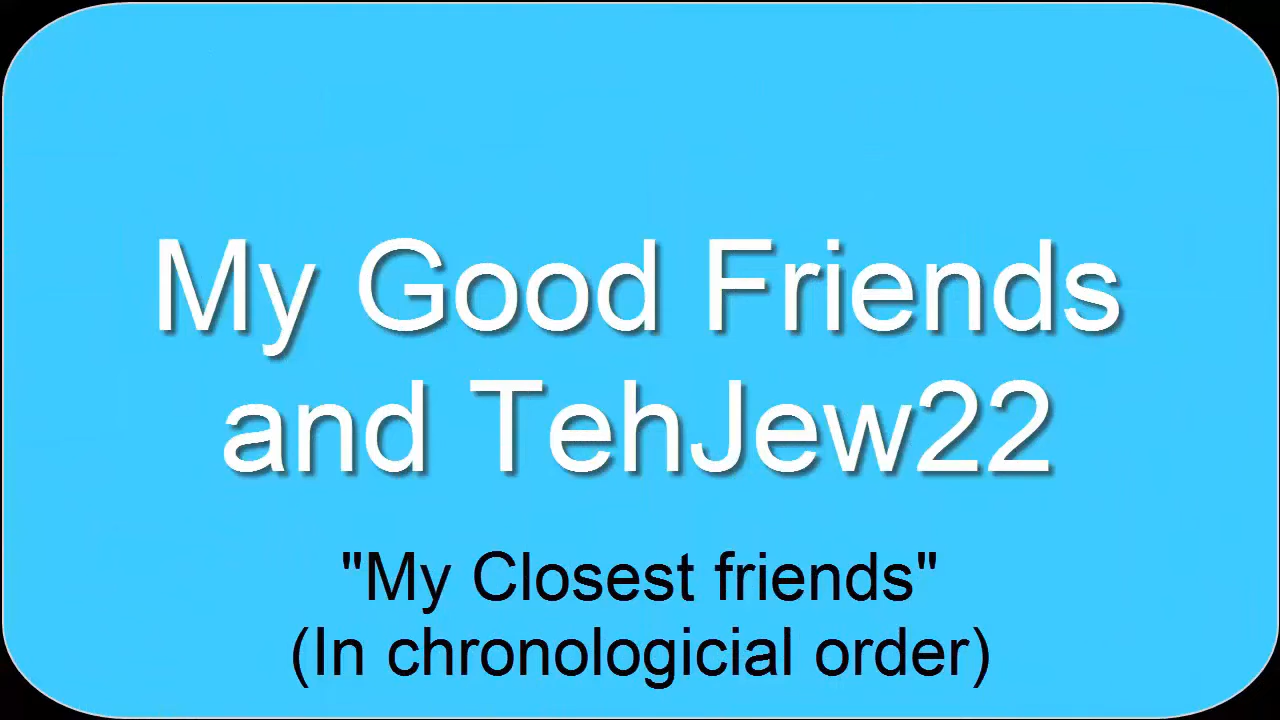 My Good Friends
and TehJew22
"My Closest friends"
(In chronologicial order)